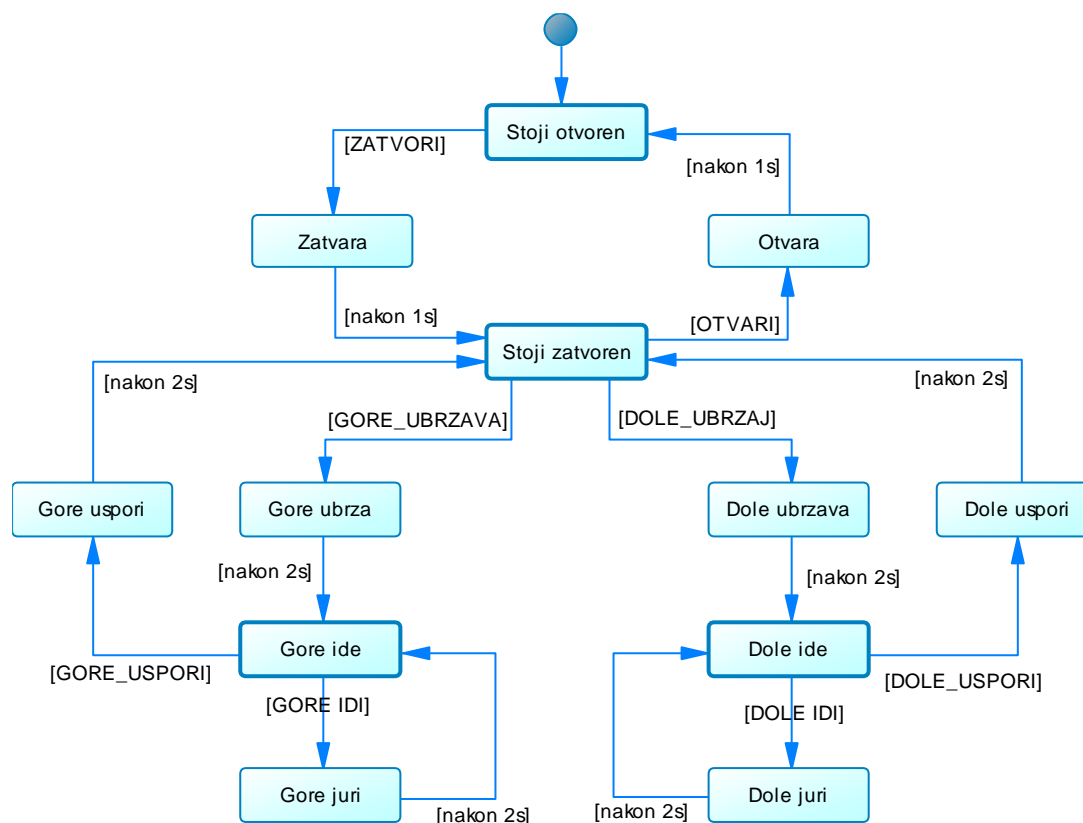 Stoji otvoren
[ZATVORI]
[nakon 1s]
Zatvara
Otvara
[nakon 1s]
[OTVARI]
Stoji zatvoren
[nakon 2s]
[nakon 2s]
[GORE_UBRZAVA]
[DOLE_UBRZAJ]
Gore uspori
Gore ubrza
Dole ubrzava
Dole uspori
[nakon 2s]
[nakon 2s]
Gore ide
Dole ide
[GORE_USPORI]
[DOLE_USPORI]
[GORE IDI]
[DOLE IDI]
Gore juri
Dole juri
[nakon 2s]
[nakon 2s]